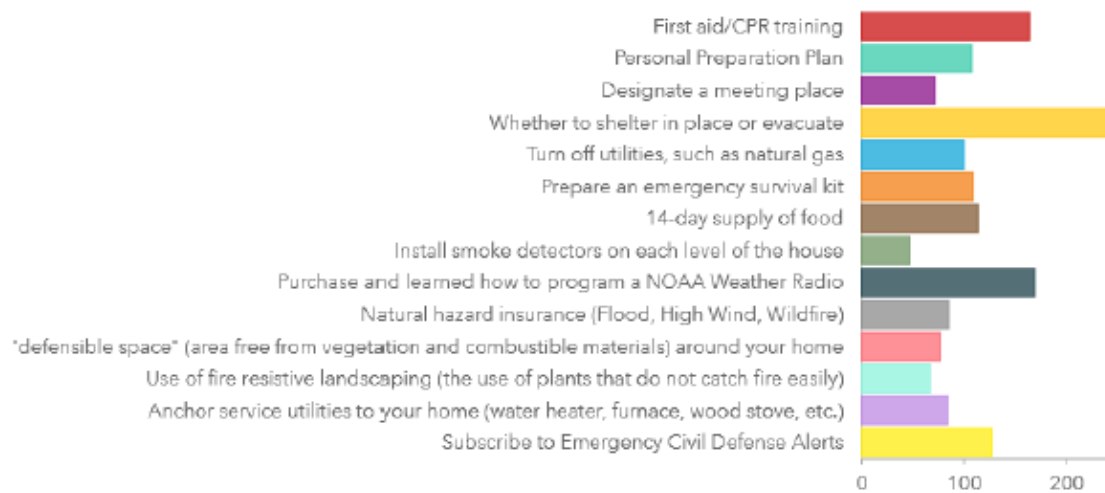 First aid/CPR training
Personal Preparation Plan
Designate a meeting place
Whether to shelter in place or evacuate
Turn off utilities, such as natural gas
Prepare an emergency survival kit
14-day supply of food
Install smoke detectors on each level of the house
Purchase and learned how to program a NOAA Weather Radio
Natural hazard insurance (Flood, High Wind, Wildfire)
"defensible space" (area free from vegetation and combustible materials) around your home
Use of fire resistive landscaping (the use of plants that do not catch fire easily)
Anchor service utilities to your home (water heater, furnace, wood stove, etc.)
Subscribe to Emergency Civil Defense Alerts
0 100 200